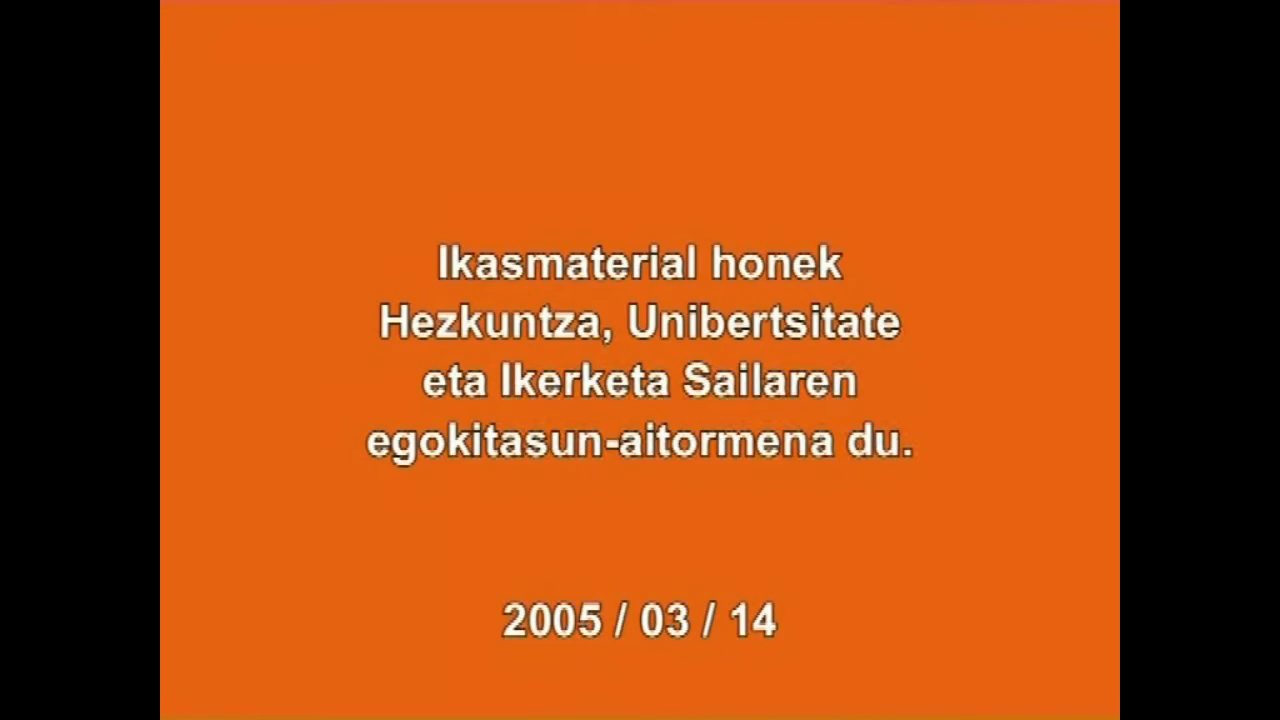 Ikasmaterial honek
Hezkuntza, Unibertsitate
eta Ikerketa Sailaren
egokitasun-aitormena du.
2005 / 03 / 14